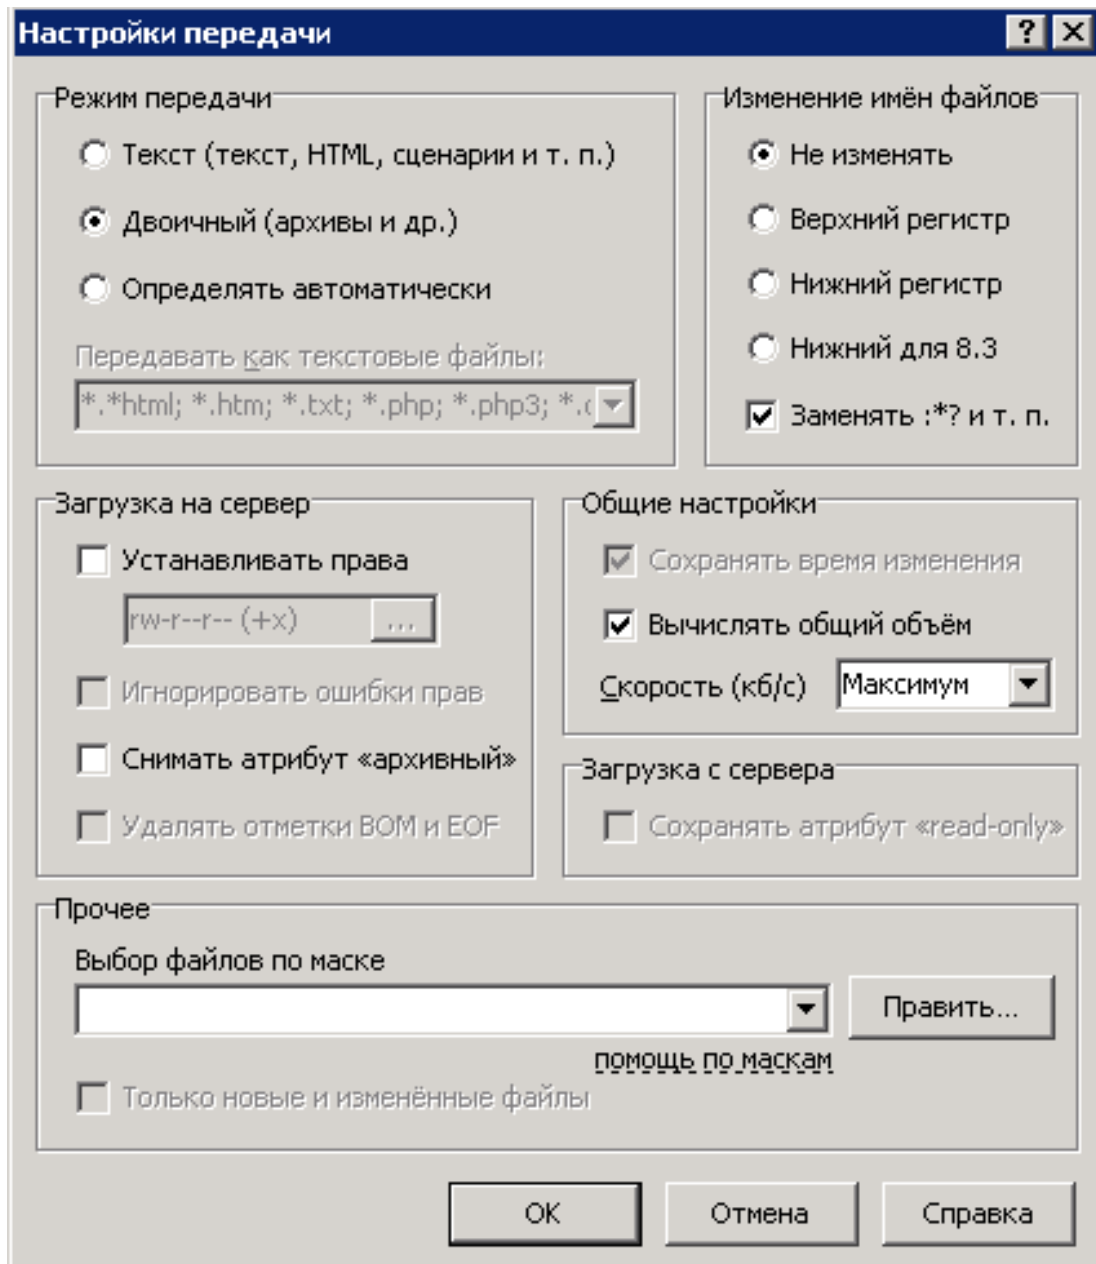 Настройки передачи
Режим передачи
Текст (текст, HTML, сценарии и т. п.)
Двоичный (архивы и др.)
Определять автоматически
Передавать как текстовые файлы:
*.*html; *.htm; *.txt; *.php; *.php3; *.c
Изменение имён файлов
Не изменять
Верхний регистр
Нижний регистр
Нижний для 8.3
Заменять :*? и т. п.
Загрузка на сервер
Устанавливать права
rw-r--r-- (+x)
...
Игнорировать ошибки прав
Снимать атрибут «архивный»
Удалять отметки BOM и EOF
Общие настройки
Сохранять время изменения
Вычислять общий объём
Скорость (кб/с)
Максимум
Загрузка с сервера
Сохранять атрибут «read-only»
Прочее
Выбор файлов по маске
Править...
помощь по маскам
Только новые и изменённые файлы
OK
Отмена
Справка